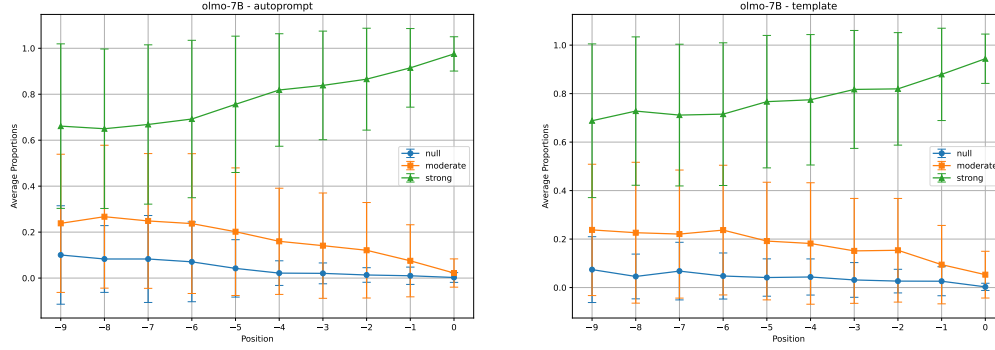 olmo-7B - autoprompt
1.0
0.8
0.6
0.4
0.2
0.0
Average Proportions
null
moderate
strong
−9 −8 −7 −6 −5 −4 −3 −2 −1 0
Position
olmo-7B - template
1.0
0.8
0.6
0.4
0.2
0.0
Average Proportions
null
moderate
strong
−9 −8 −7 −6 −5 −4 −3 −2 −1 0
Position